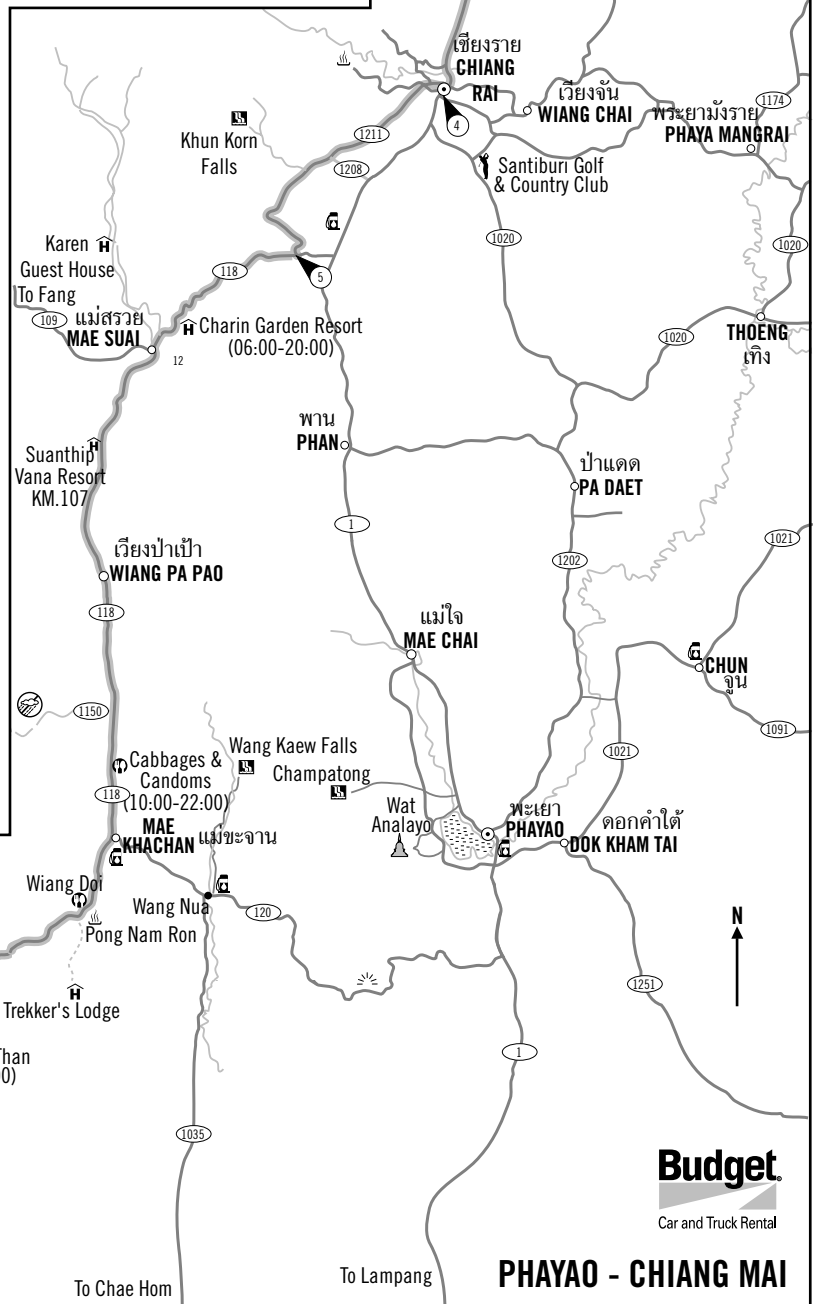 เชียงราย
CHIANG
RAI
4
เวียงจัน
WIANG CHAI
1174
พระยามังราย
PHAYA MANGRAI
Khun Korn
Falls
1211
1208
Santiburi Golf
& Country Club
1020
1020
Karen
Guest House
To Fang
118
5
109
แม่สรวย
MAE SUAI
12
Charin Garden Resort
(06:00-20:00)
1020
THOENG
เทิง
พาน
PHAN
Suanthip
Vana Resort
KM.107
ป่าแดด
PA DAET
1
1021
เวียงป่าเป้า
WIANG PA PAO
1202
118
แม่ใจ
MAE CHAI
CHUN
จูน
1150
1091
1021
Wang Kaew Falls
Cabbages &
Candoms
(10:00-22:00)
118
Champatong
Wat
Analayo
พะเยา
PHAYAO
ดอกคำใต้
DOK KHAM TAI
MAE
KHACHAN
แม่ขะจาน
Wiang Doi
Wang Nua
120
Pong Nam Ron
N
1251
Trekker's Lodge
Than
00)
1
1035
Budget
Car and Truck Rental
To Chae Hom
To Lampang
PHAYAO - CHIANG MAI